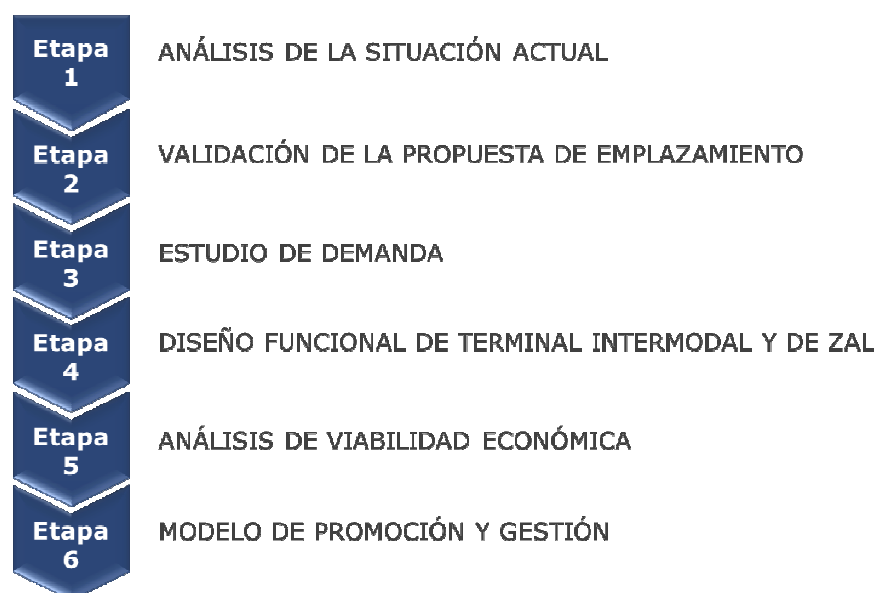 Etapa
1
ANÁLISIS DE LA SITUACIÓN ACTUAL
Etapa
2
VALIDACIÓN DE LA PROPUESTA DE EMPLAZAMIENTO
Etapa
3
ESTUDIO DE DEMANDA
Etapa
4
DISEÑO FUNCIONAL DE TERMINAL INTERMODAL Y DE ZAL
Etapa
5
ANÁLISIS DE VIABILIDAD ECONÓMICA
Etapa
6
MODELO DE PROMOCIÓN Y GESTIÓN